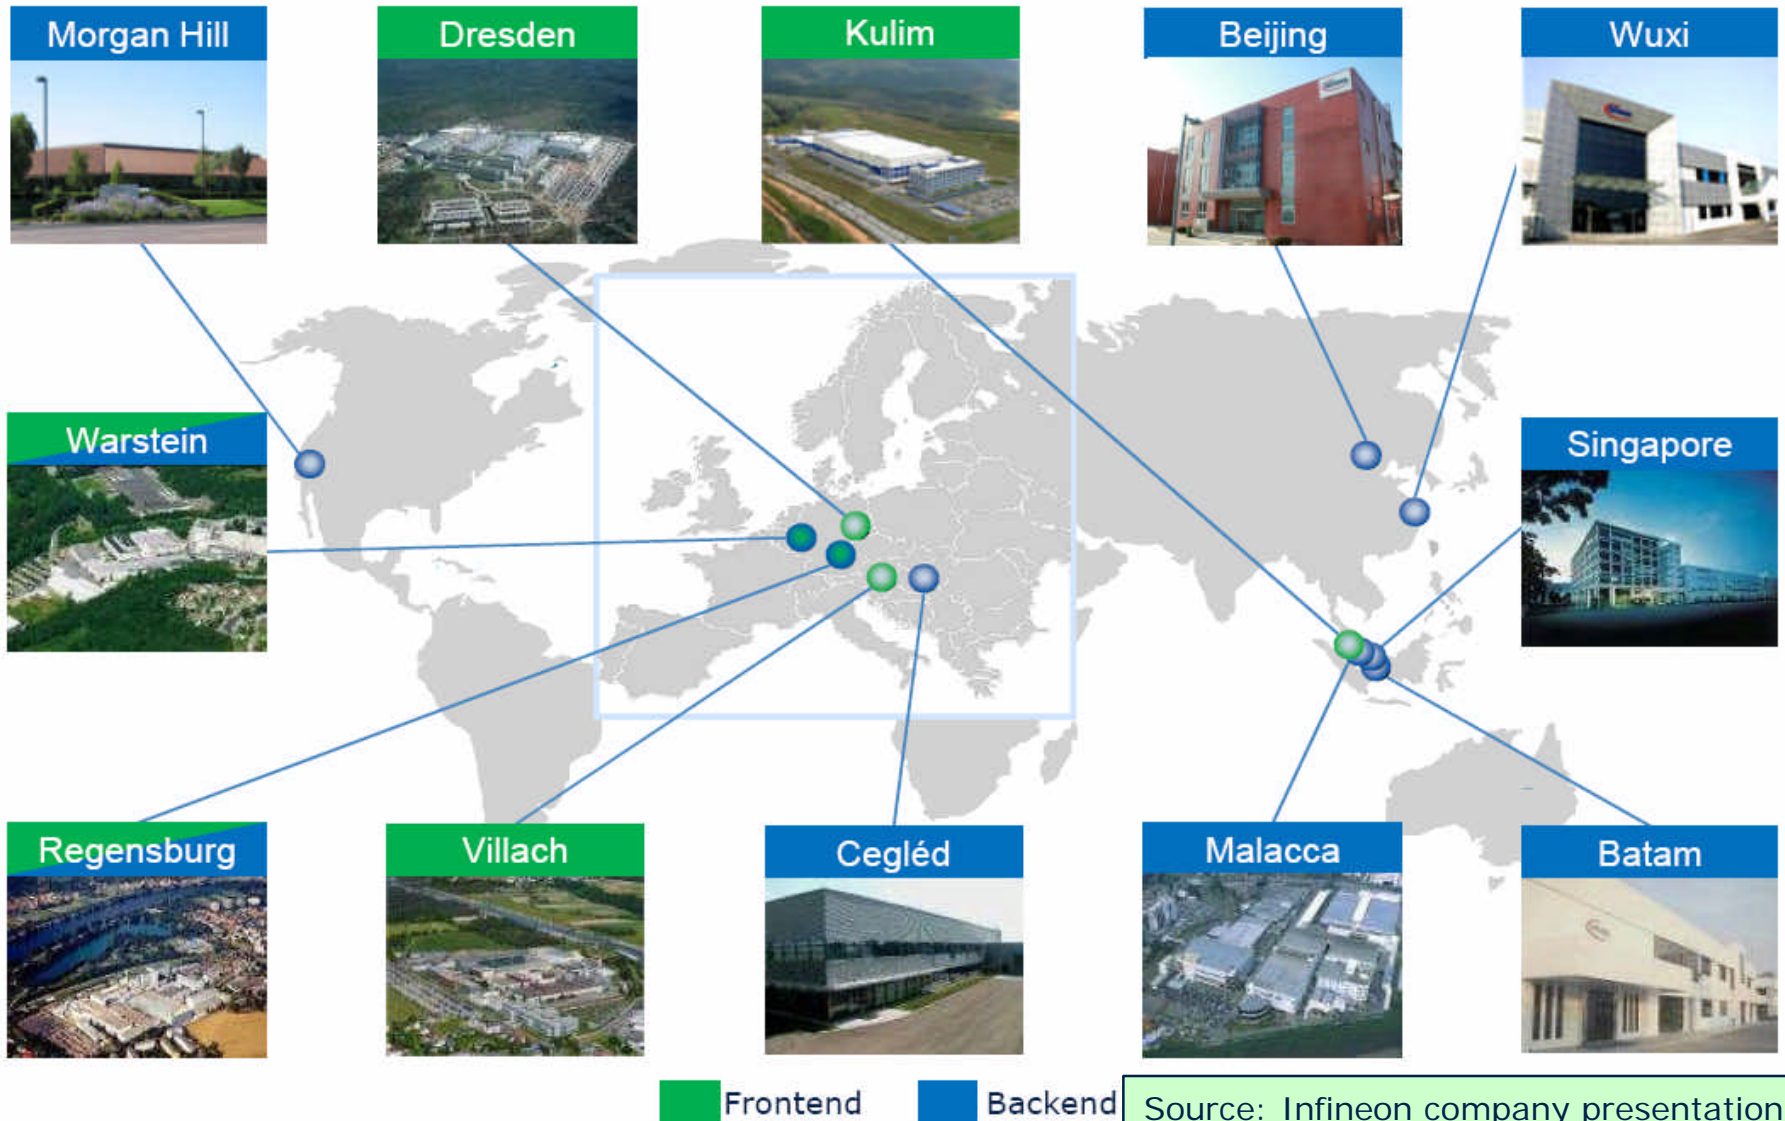 Morgan Hill
Dresden
Kulim
Beijing
Wuxi
Warstein
Singapore
Regensburg
Villach
Cegléd
Malacca
Batam
Frontend
Backend
Source: Infineon company presentation